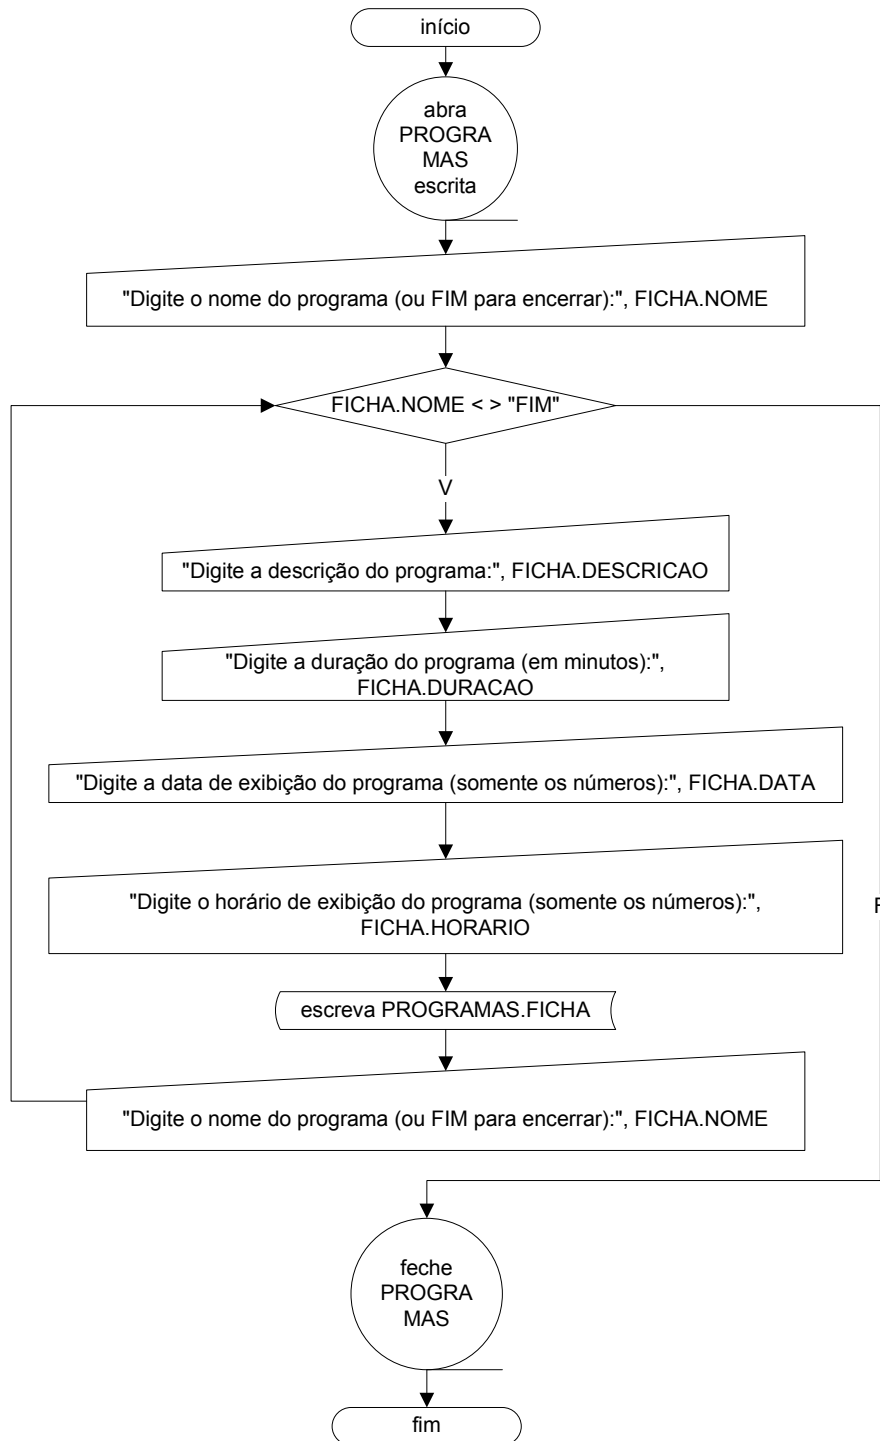 início
abra
PROGRA
MAS
escrita
"Digite o nome do programa (ou FIM para encerrar):", FICHA.NOME
FICHA.NOME < > "FIM"
V
"Digite a descrição do programa:", FICHA.DESCRICAO
"Digite a duração do programa (em minutos):",
FICHA.DURACAO
"Digite a data de exibição do programa (somente os números):", FICHA.DATA
"Digite o horário de exibição do programa (somente os números):",
FICHA.HORARIO
F
escreva PROGRAMAS.FICHA
"Digite o nome do programa (ou FIM para encerrar):", FICHA.NOME
feche
PROGRA
MAS
fim